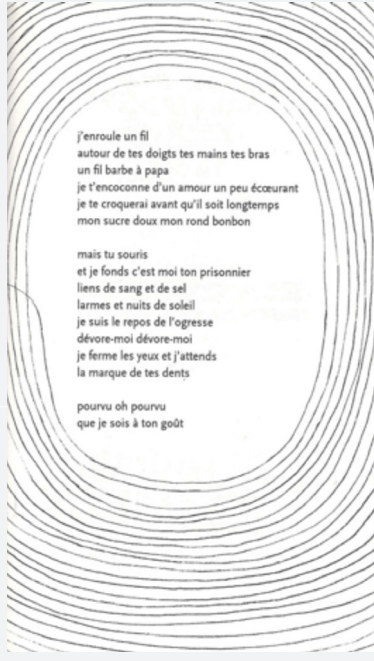 j'enroule un fil
autour de tes doigts tes mains tes bras
un fil barbe à papa
je t'encoconne d'un amour un peu écœurant
je te croquerai avant qu'il soit longtemps
mon sucre doux mon rond bonbon
mais tu souris
et je fonds c'est moi ton prisonnier
liens de sang et de sel
larmes et nuits de soleil
je suis le repos de l'ogresse
dévore-moi dévore-moi
je ferme les yeux et j'attends
la marque de tes dents
pourvu oh pourvu
que je sois à ton goût